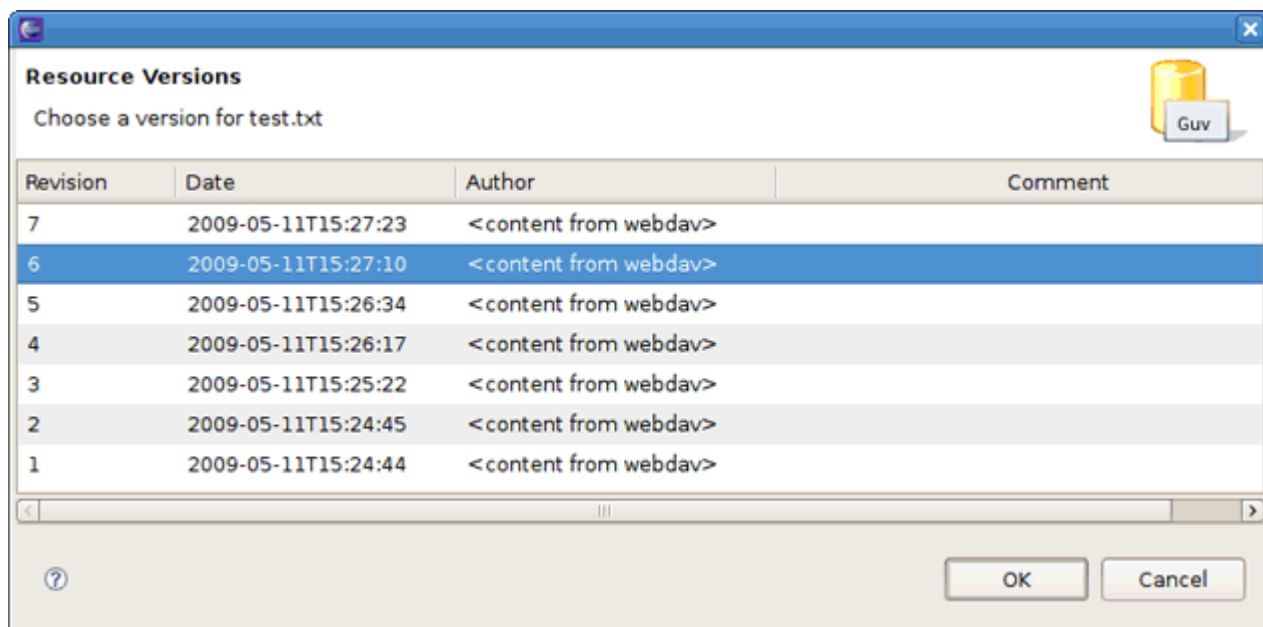 Resource Versions
Choose a version for test.txt
Guv
Revision Date Author Comment
7 2009-05-11T15:27:23 <content from webdav>
6 2009-05-11T15:27:10 <content from webdav>
5 2009-05-11T15:26:34 <content from webdav>
4 2009-05-11T15:26:17 <content from webdav>
3 2009-05-11T15:25:22 <content from webdav>
2 2009-05-11T15:24:45 <content from webdav>
1 2009-05-11T15:24:44 <content from webdav>
OK Cancel